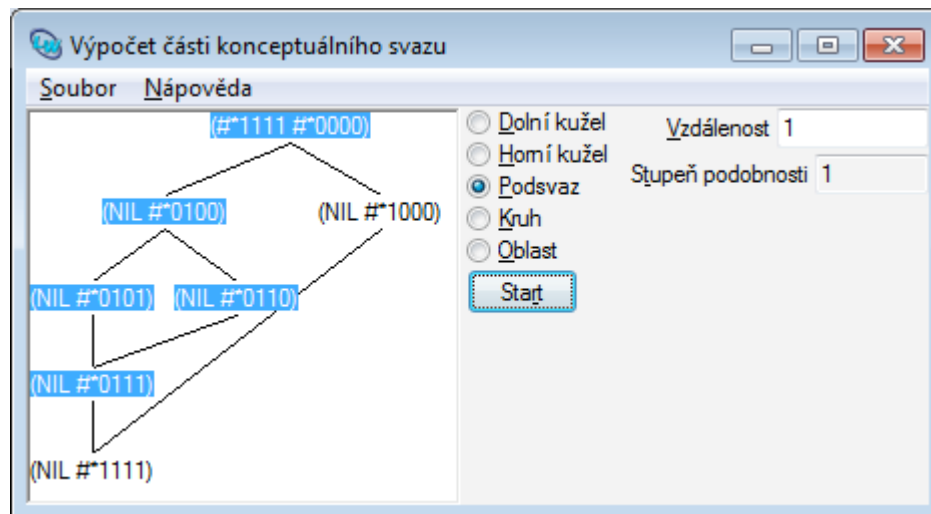 Výpočet části konceptuálního svazu
Soubor Nápověda
(#*1111 #*0000)
(NIL #*0100) (NIL #*1000)
(NIL #*0101) (NIL #*0110)
(NIL #*0111)
(NIL #*1111)
Dolní kužel
Horní kužel
Podsvaz
Kruh
Oblast
Start
Vzdálenost 1
Stupeň podobnosti 1